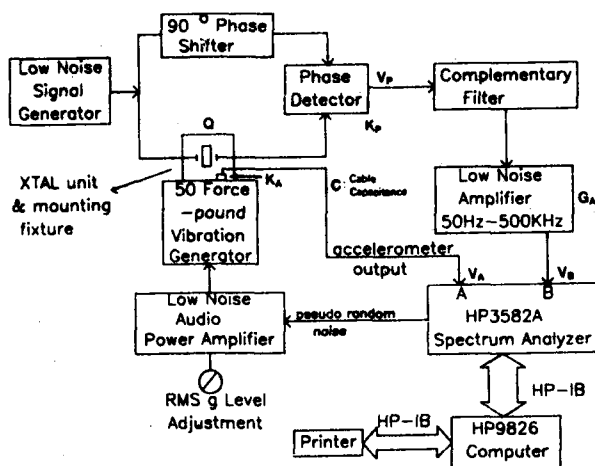 90° Phase
Shifter
Low Noise
Signal
Generator
Phase
Detector
V_P
K_P
Complementary
Filter
Q
XTAL unit
& mounting
fixture
K_A
50 Force
-pound
Vibration
Generator
C: Cable
Capacitance
Low Noise
Amplifier
50Hz~500KHz
G_A
accelerometer
output
V_A
V_B
A
B
HP3582A
Spectrum Analyzer
Low Noise
Audio
Power Amplifier
pseudo random
noise
RMS g Level
Adjustment
HP-IB
HP-IB
Printer
HP9826
Computer